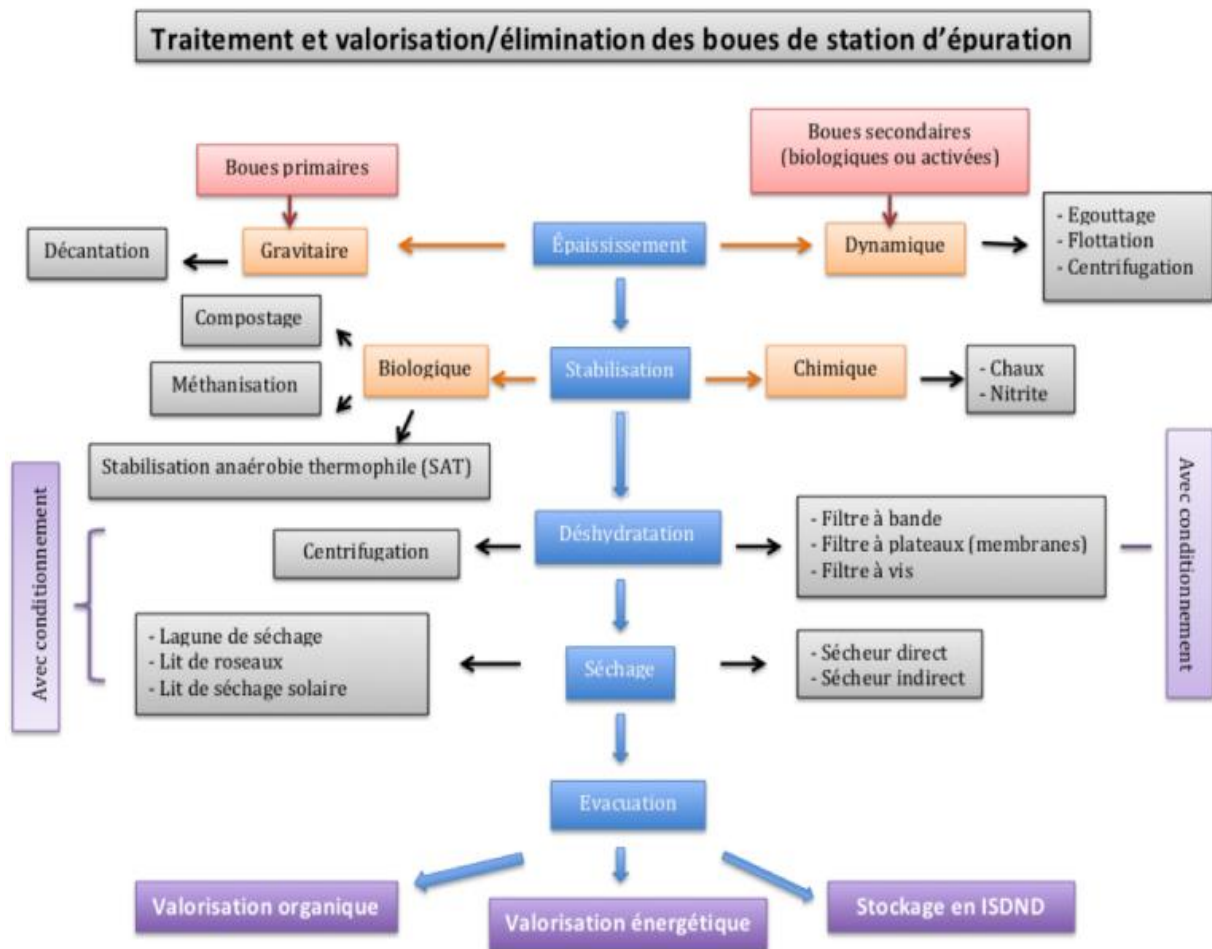 Traitement et valorisation/élimination des boues de station d'épuration
Boues primaires
Boues secondaires
(biologiques ou activées)
Décantation
Gravitaire
Épaississement
Dynamique
- Egouttage
- Flottation
- Centrifugation
Compostage
Méthanisation
Biologique
Stabilisation
Chimique
- Chaux
- Nitrite
Stabilisation anaérobie thermophile (SAT)
Avec conditionnement
Centrifugation
Déshydratation
- Filtre à bande
- Filtre à plateaux (membranes)
- Filtre à vis
Avec conditionnement
- Lagune de séchage
- Lit de roseaux
- Lit de séchage solaire
Séchage
- Sécheur direct
- Sécheur indirect
Evacuation
Valorisation organique
Valorisation énergétique
Stockage en ISDND